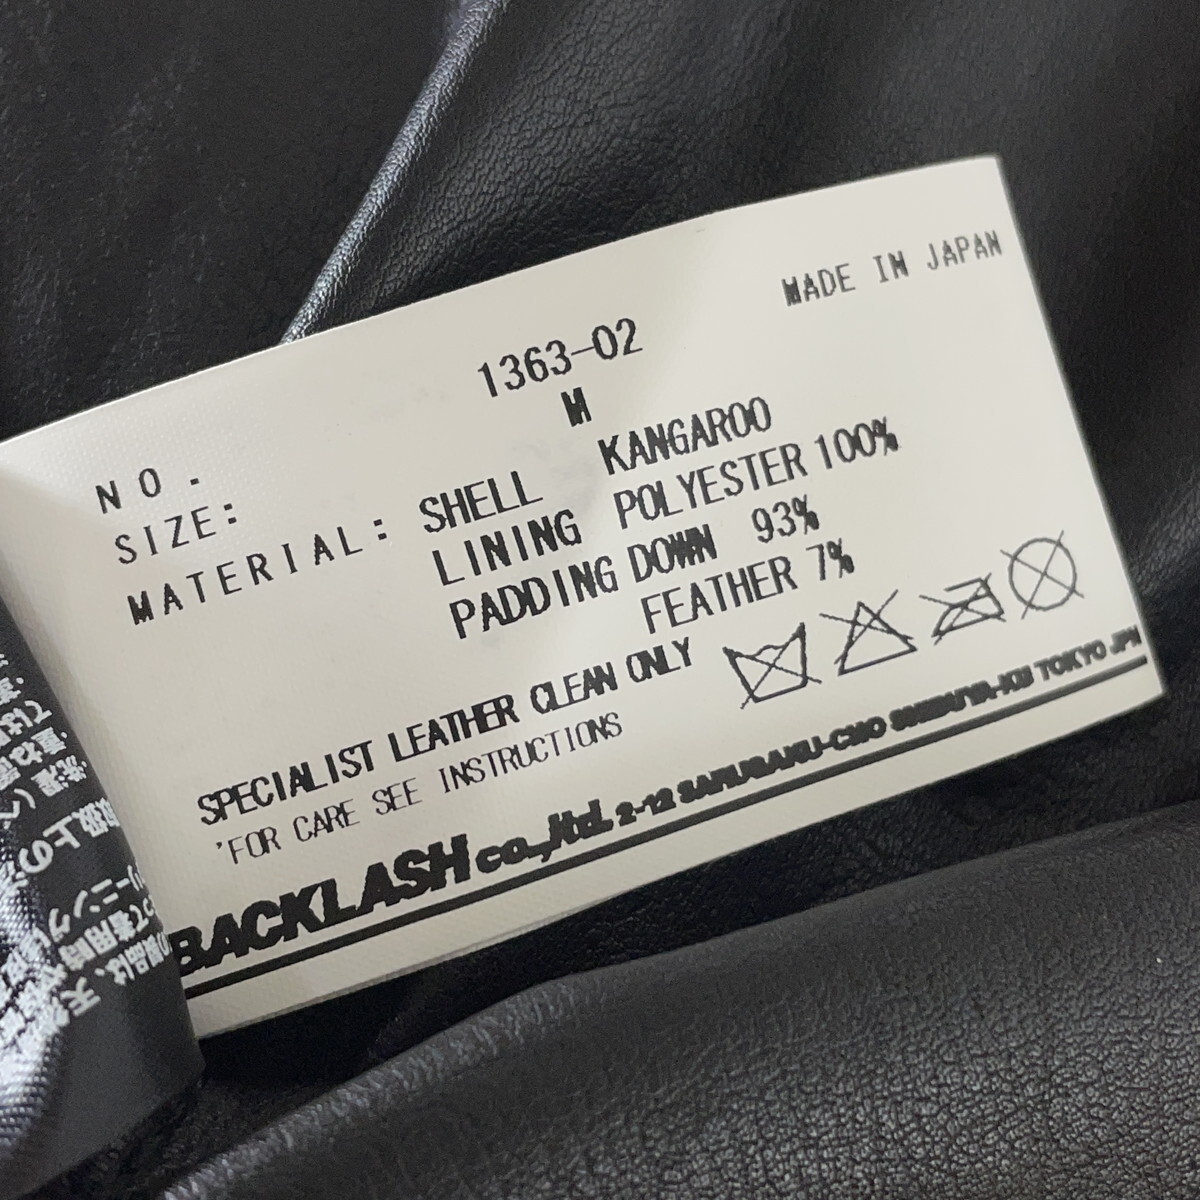 MADE IN JAPAN
NO. 1363-02
SIZE: M
MATERIAL: SHELL KANGAROO
LINING POLYESTER 100%
PADDING DOWN 93%
FEATHER 7%
SPECIALIST LEATHER CLEAN ONLY
'FOR CARE SEE INSTRUCTIONS
BACKLASH co.,ltd. 2-12 SARUGAKU-CHO SHIBUYA-KU TOKYO JPN